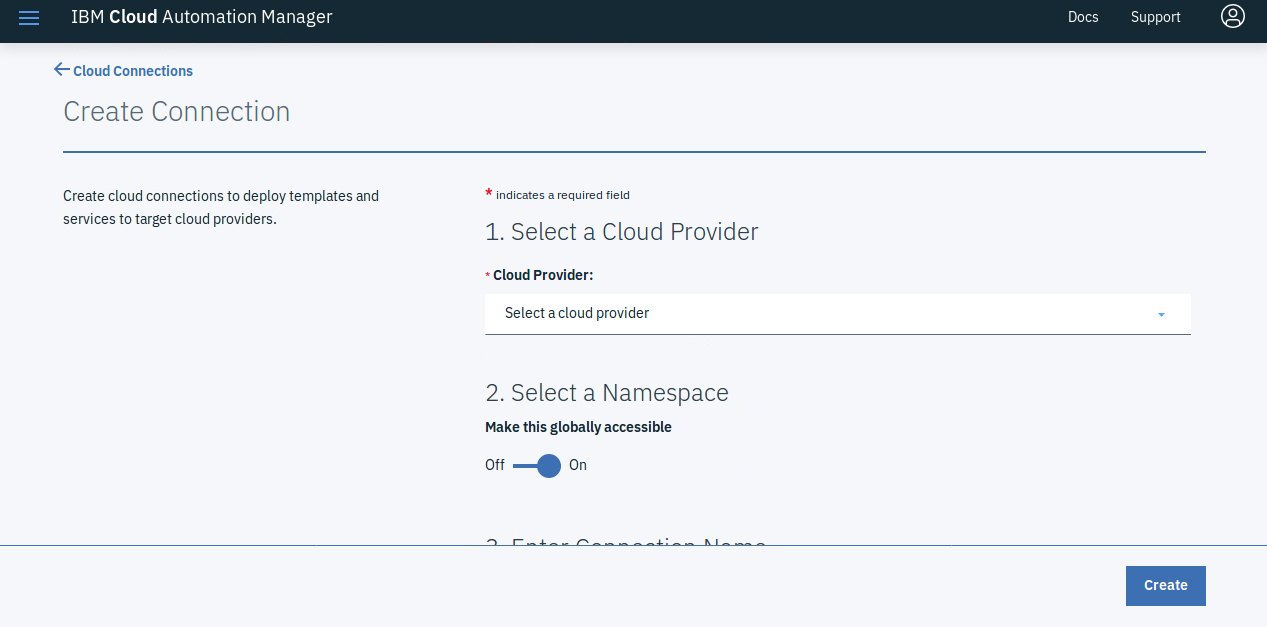 IBM Cloud Automation Manager
Docs
Support
Cloud Connections
Create Connection
Create cloud connections to deploy templates and
services to target cloud providers.
* indicates a required field
1. Select a Cloud Provider
* Cloud Provider:
Select a cloud provider
2. Select a Namespace
Make this globally accessible
Off
On
3. Enter Connection Name
Create